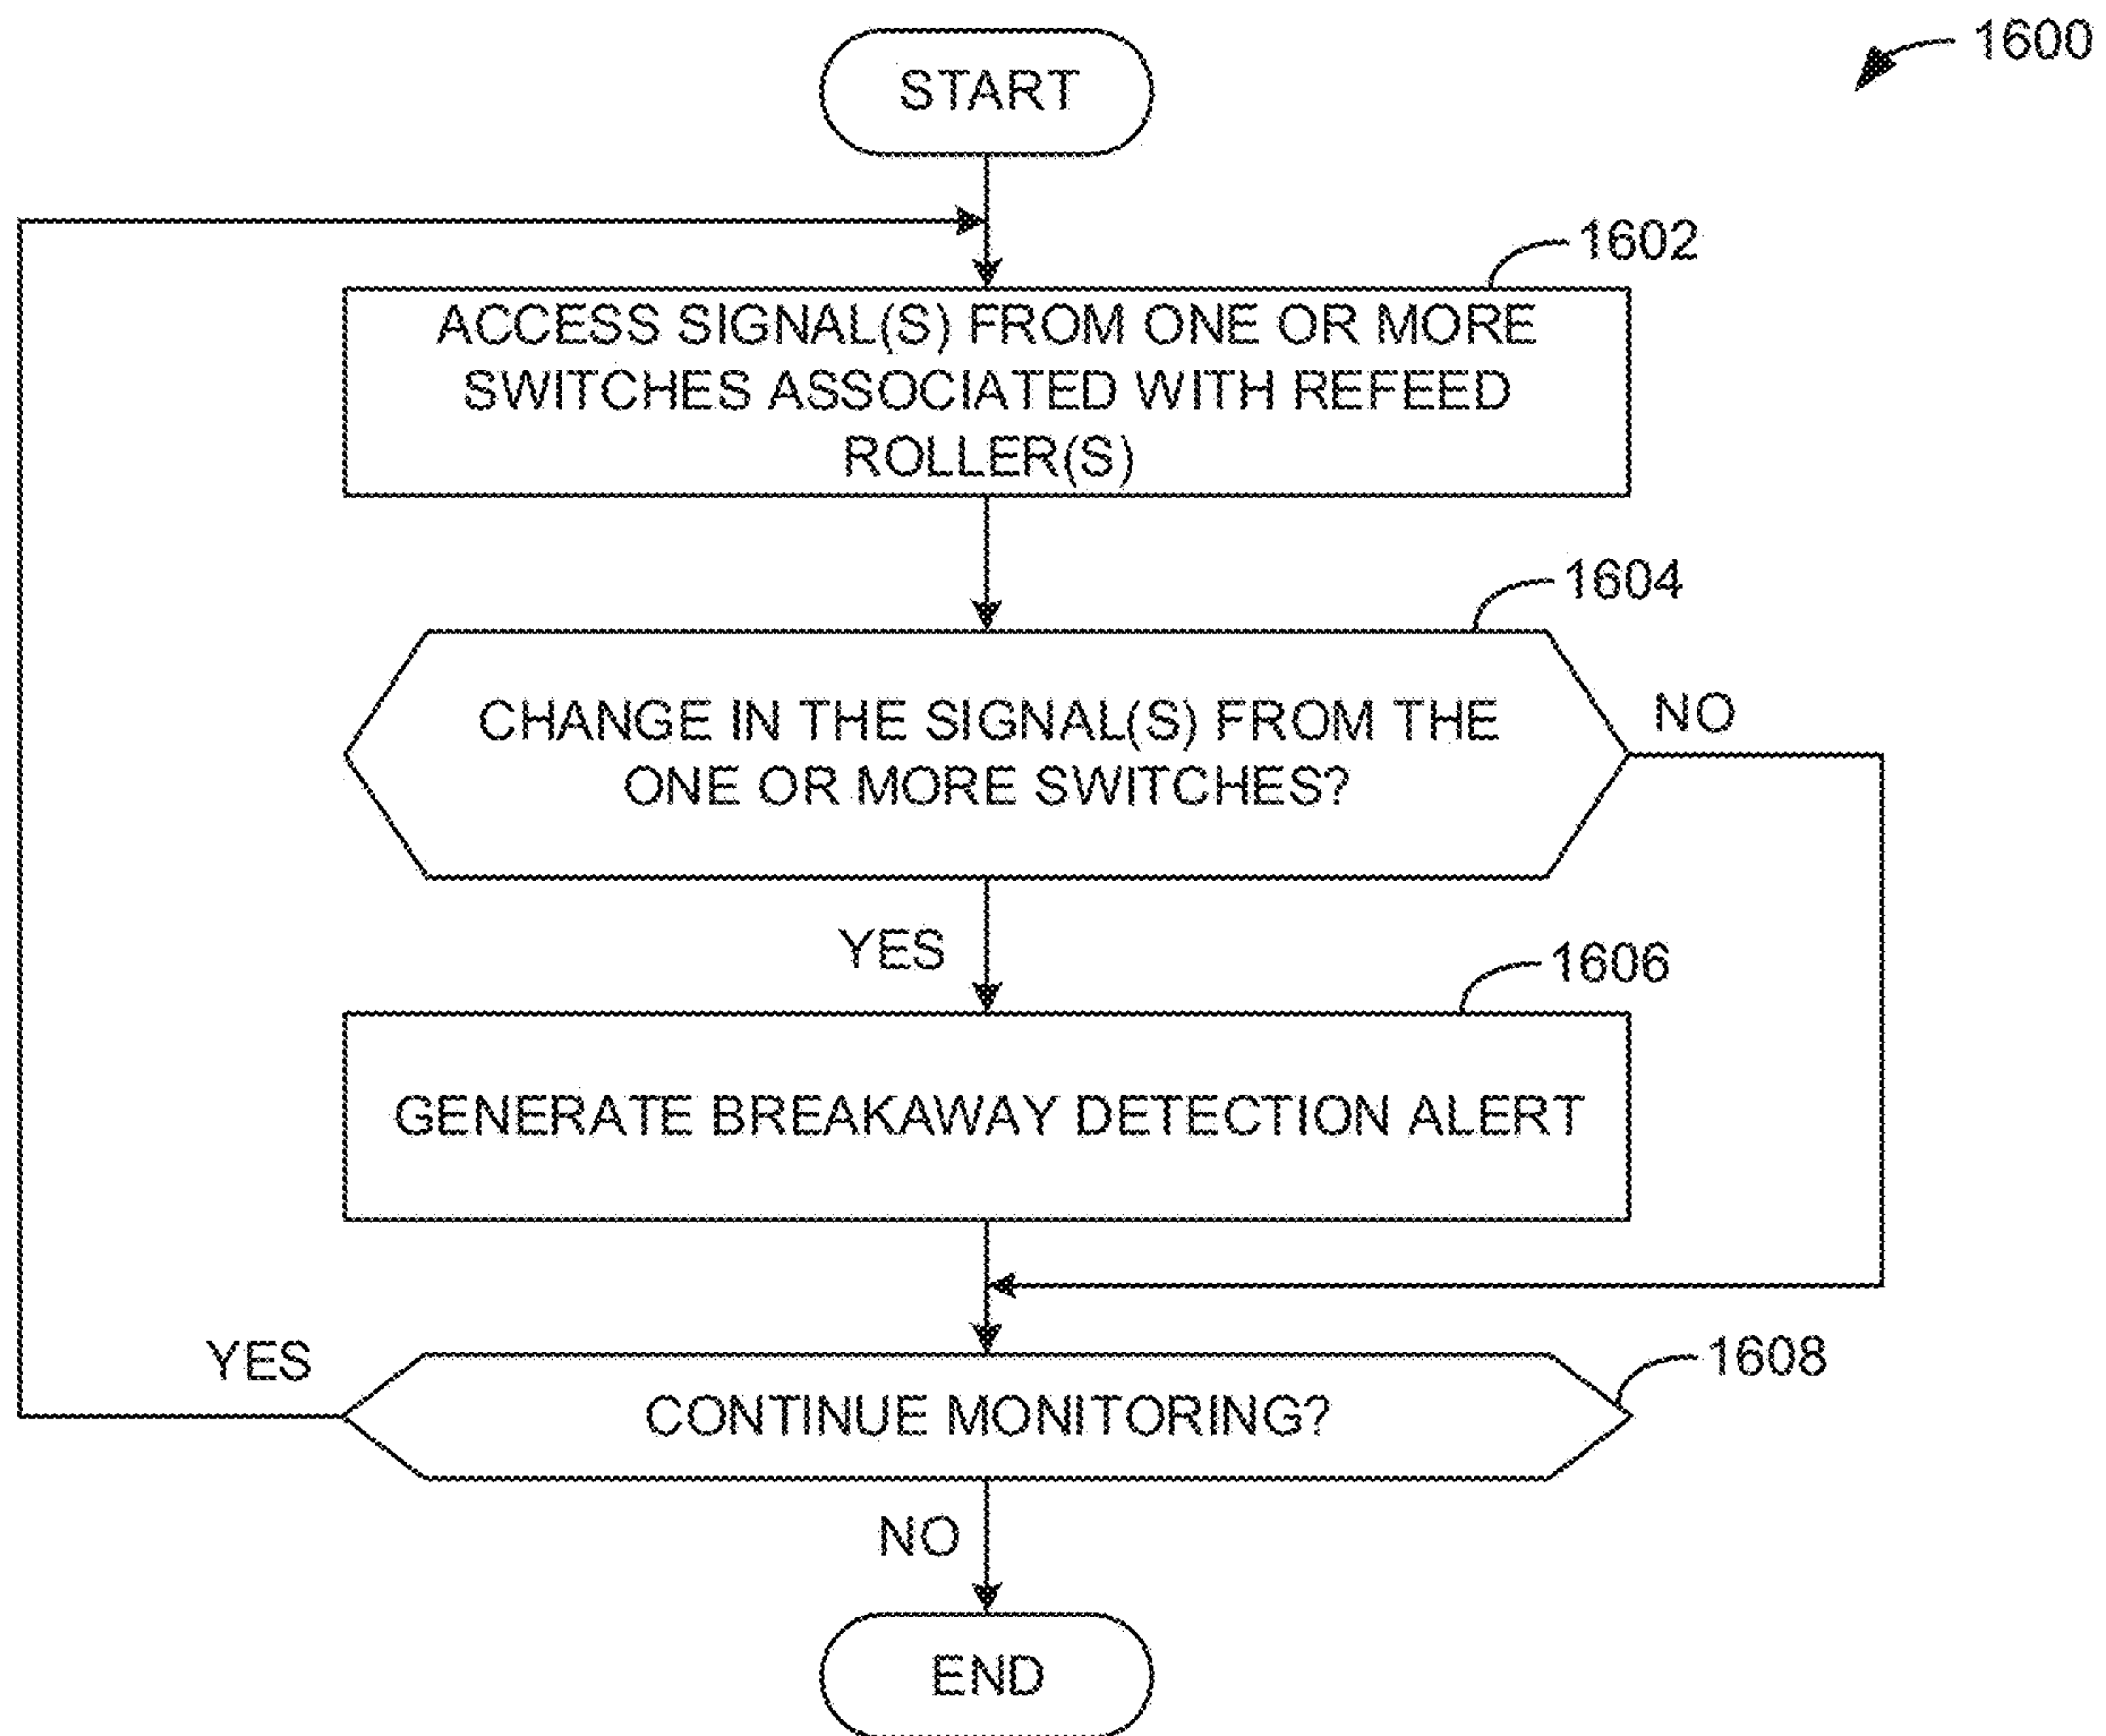 1600
START
1602
ACCESS SIGNAL(S) FROM ONE OR MORE
SWITCHES ASSOCIATED WITH REFEED
ROLLER(S)
1604
CHANGE IN THE SIGNAL(S) FROM THE
ONE OR MORE SWITCHES?
NO
YES
1606
GENERATE BREAKAWAY DETECTION ALERT
YES
1608
CONTINUE MONITORING?
NO
END